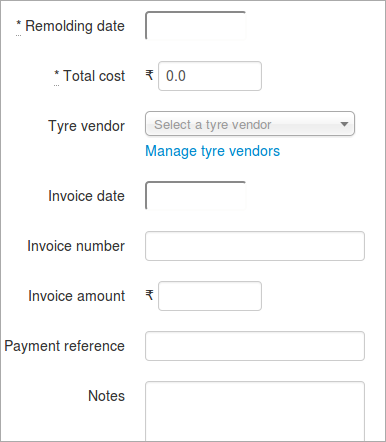 * Remolding date
* Total cost ₹ 0.0
Tyre vendor Select a tyre vendor
Manage tyre vendors
Invoice date
Invoice number
Invoice amount ₹
Payment reference
Notes